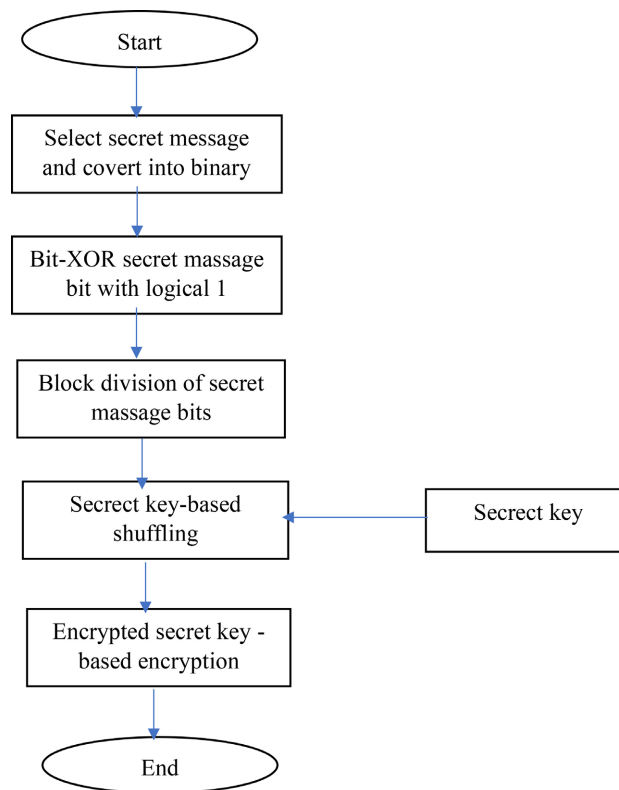 Start
Select secret message
and covert into binary
Bit-XOR secret massage
bit with logical 1
Block division of secret
massage bits
Secrect key-based
shuffling
Secrect key
Encrypted secret key -
based encryption
End